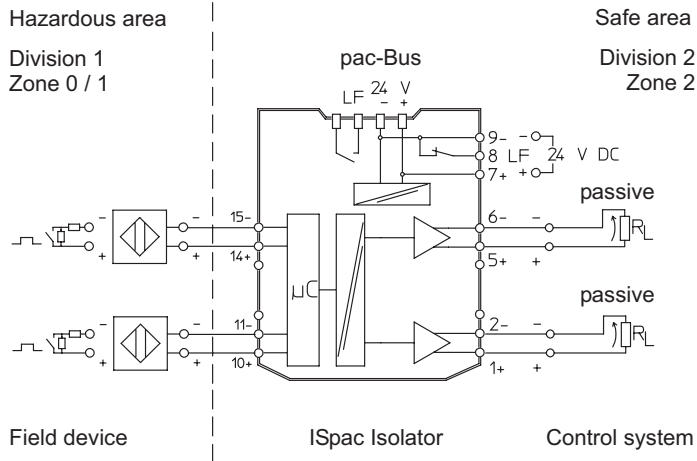 Hazardous area
Safe area
Division 1
Zone 0 / 1
Division 2
Zone 2
pac-Bus
LF 24 V
- +
9- -
8 LF 24 V DC
7+ +
passive
- - 15- 6- -
RL
+ + 14+ 5+ +
µC
passive
- - 11- 2- -
RL
+ + 10+ 1+ +
Field device
ISpac Isolator
Control system